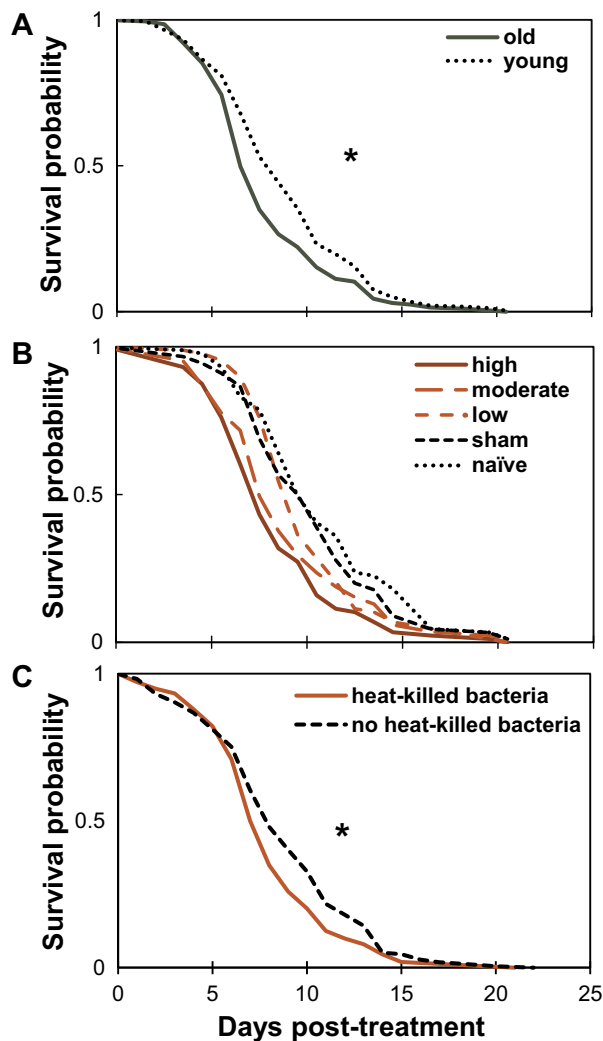 A
Survival probability
1
0.5
0
old
young
*
B
Survival probability
1
0.5
0
high
moderate
low
sham
naïve
C
Survival probability
1
0.5
0
heat-killed bacteria
no heat-killed bacteria
*
0 5 10 15 20 25
Days post-treatment